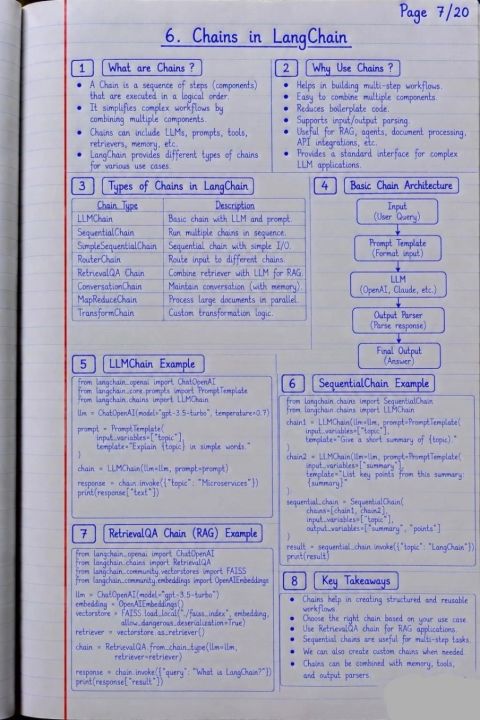 Page 7/20
6. Chains in LangChain
1 What are Chains ?
• A Chain is a sequence of steps (components)
that are executed in a logical order.
• It simplifies complex workflows by
combining multiple components.
• Chains can include LLMs, prompts, tools,
retrievers, memory, etc.
• LangChain provides different types of chains
for various use cases.
2 Why Use Chains ?
• Helps in building multi-step workflows.
• Easy to combine multiple components.
• Reduces boilerplate code.
• Supports input/output parsing.
• Useful for RAG, agents, document processing,
API integrations, etc.
• Provides a standard interface for complex
LLM applications.
3 Types of Chains in LangChain
Chain Type Description
LLMChain Basic chain with LLM and prompt.
SequentialChain Run multiple chains in sequence.
SimpleSequentialChain Sequential chain with simple I/O.
RouterChain Route input to different chains.
RetrievalQA Chain Combine retriever with LLM for RAG.
ConversationChain Maintain conversation (with memory).
MapReduceChain Process large documents in parallel.
TransformChain Custom transformation logic.
4 Basic Chain Architecture
Input
(User Query)
Prompt Template
(Format input)
LLM
(OpenAI, Claude, etc.)
Output Parser
(Parse response)
Final Output
(Answer)
5 LLMChain Example
from langchain_openai import ChatOpenAI
from langchain_core.prompts import PromptTemplate
from langchain.chains import LLMChain
llm = ChatOpenAI(model="gpt-3.5-turbo", temperature=0.7)
prompt = PromptTemplate(
input_variables=["topic"],
template="Explain {topic} in simple words."
)
chain = LLMChain(llm=llm, prompt=prompt)
response = chain.invoke({"topic": "Microservices"})
print(response["text"])
6 SequentialChain Example
from langchain.chains import SequentialChain
from langchain.chains import LLMChain
chain1 = LLMChain(llm=llm, prompt=PromptTemplate(
input_variables=["topic"],
template="Give a short summary of {topic}."
)
chain2 = LLMChain(llm=llm, prompt=PromptTemplate(
input_variables=["summary"],
template="List key points from this summary:
{summary}"
)
sequential_chain = SequentialChain(
chains=[chain1, chain2],
input_variables=["topic"],
output_variables=["summary", "points"]
)
result = sequential_chain.invoke({"topic": "LangChain"})
print(result)
7 RetrievalQA Chain (RAG) Example
from langchain_openai import ChatOpenAI
from langchain.chains import RetrievalQA
from langchain_community.vectorstores import FAISS
from langchain_community.embeddings import OpenAIEmbeddings
llm = ChatOpenAI(model="gpt-3.5-turbo")
embedding = OpenAIEmbeddings()
vectorstore = FAISS.load_local("./faiss_index", embedding,
allow_dangerous_deserialization=True)
retriever = vectorstore.as_retriever()
chain = RetrievalQA.from_chain_type(llm=llm,
retriever=retriever)
response = chain.invoke({"query": "What is LangChain?"})
print(response["result"])
8 Key Takeaways
• Chains help in creating structured and reusable
workflows.
• Choose the right chain based on your use case
• Use RetrievalQA chain for RAG applications.
• Sequential chains are useful for multi-step tasks.
• We can also create custom chains when needed.
• Chains can be combined with memory, tools,
and output parsers.